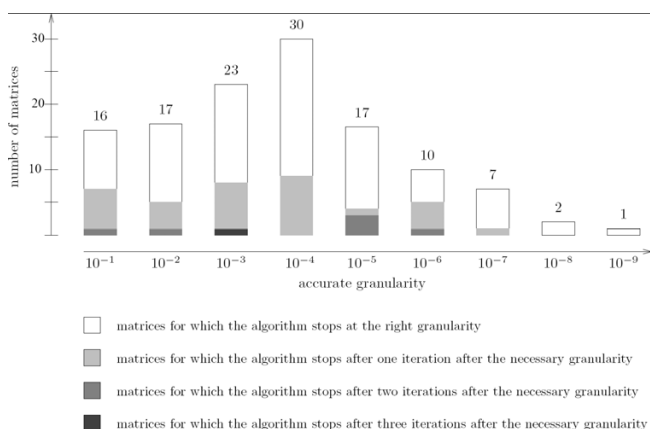 30
30
23
20
number of matrices
16
17
17
10
10
7
2
1
10−1 10−2 10−3 10−4 10−5 10−6 10−7 10−8 10−9
accurate granularity
matrices for which the algorithm stops at the right granularity
matrices for which the algorithm stops after one iteration after the necessary granularity
matrices for which the algorithm stops after two iterations after the necessary granularity
matrices for which the algorithm stops after three iterations after the necessary granularity